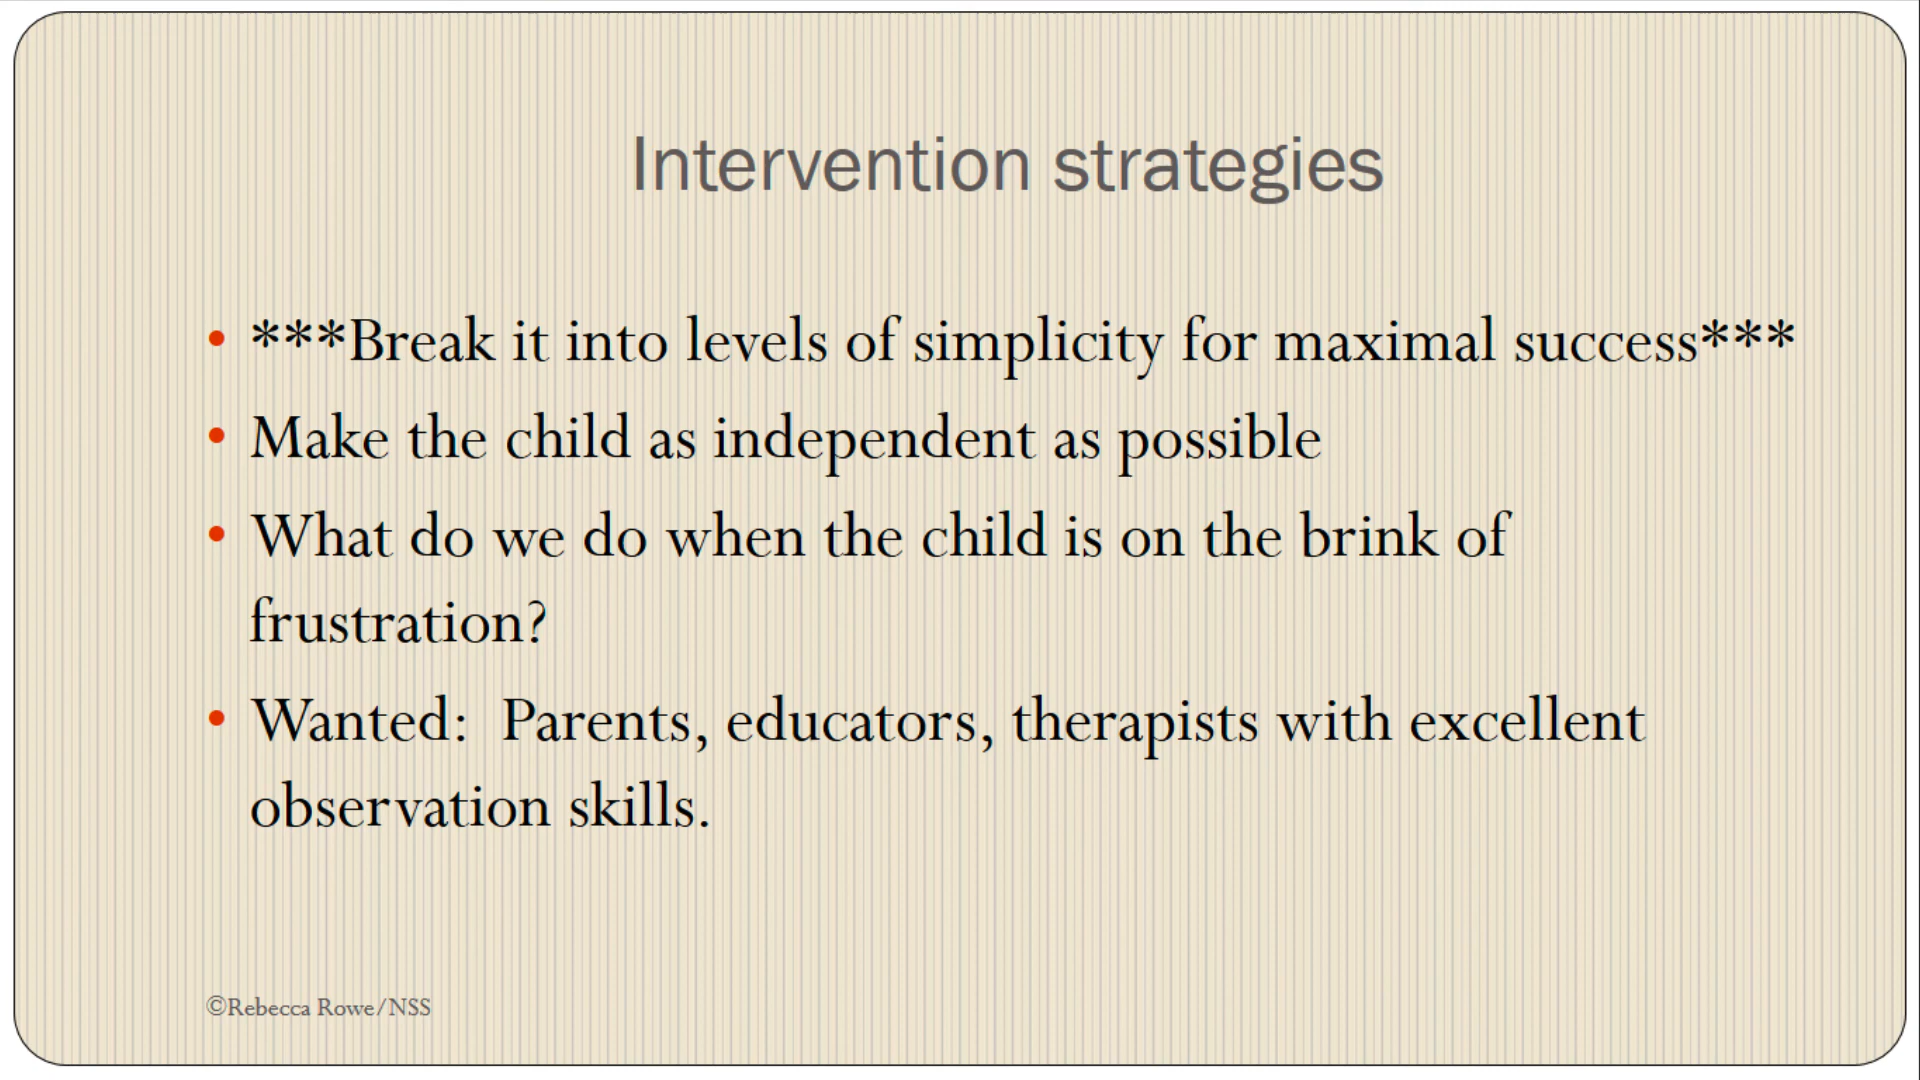 Intervention strategies
• ***Break it into levels of simplicity for maximal success***
• Make the child as independent as possible
• What do we do when the child is on the brink of
frustration?
• Wanted:  Parents, educators, therapists with excellent
observation skills.
©Rebecca Rowe/NSS